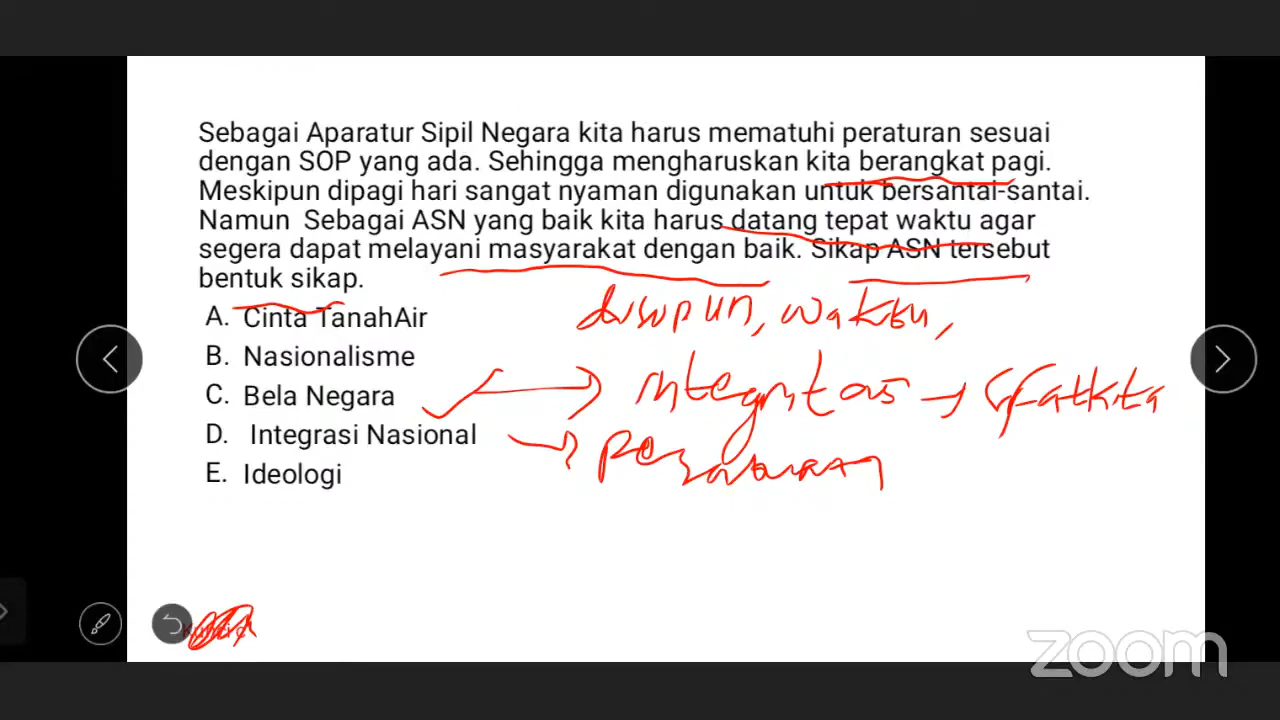 Sebagai Aparatur Sipil Negara kita harus mematuhi peraturan sesuai
dengan SOP yang ada. Sehingga mengharuskan kita berangkat pagi.
Meskipun dipagi hari sangat nyaman digunakan untuk bersantai-santai.
Namun Sebagai ASN yang baik kita harus datang tepat waktu agar
segera dapat melayani masyarakat dengan baik. Sikap ASN tersebut
bentuk sikap.
A. Cinta TanahAir
B. Nasionalisme
C. Bela Negara
D. Integrasi Nasional
E. Ideologi
waktu,
integritas
zoom